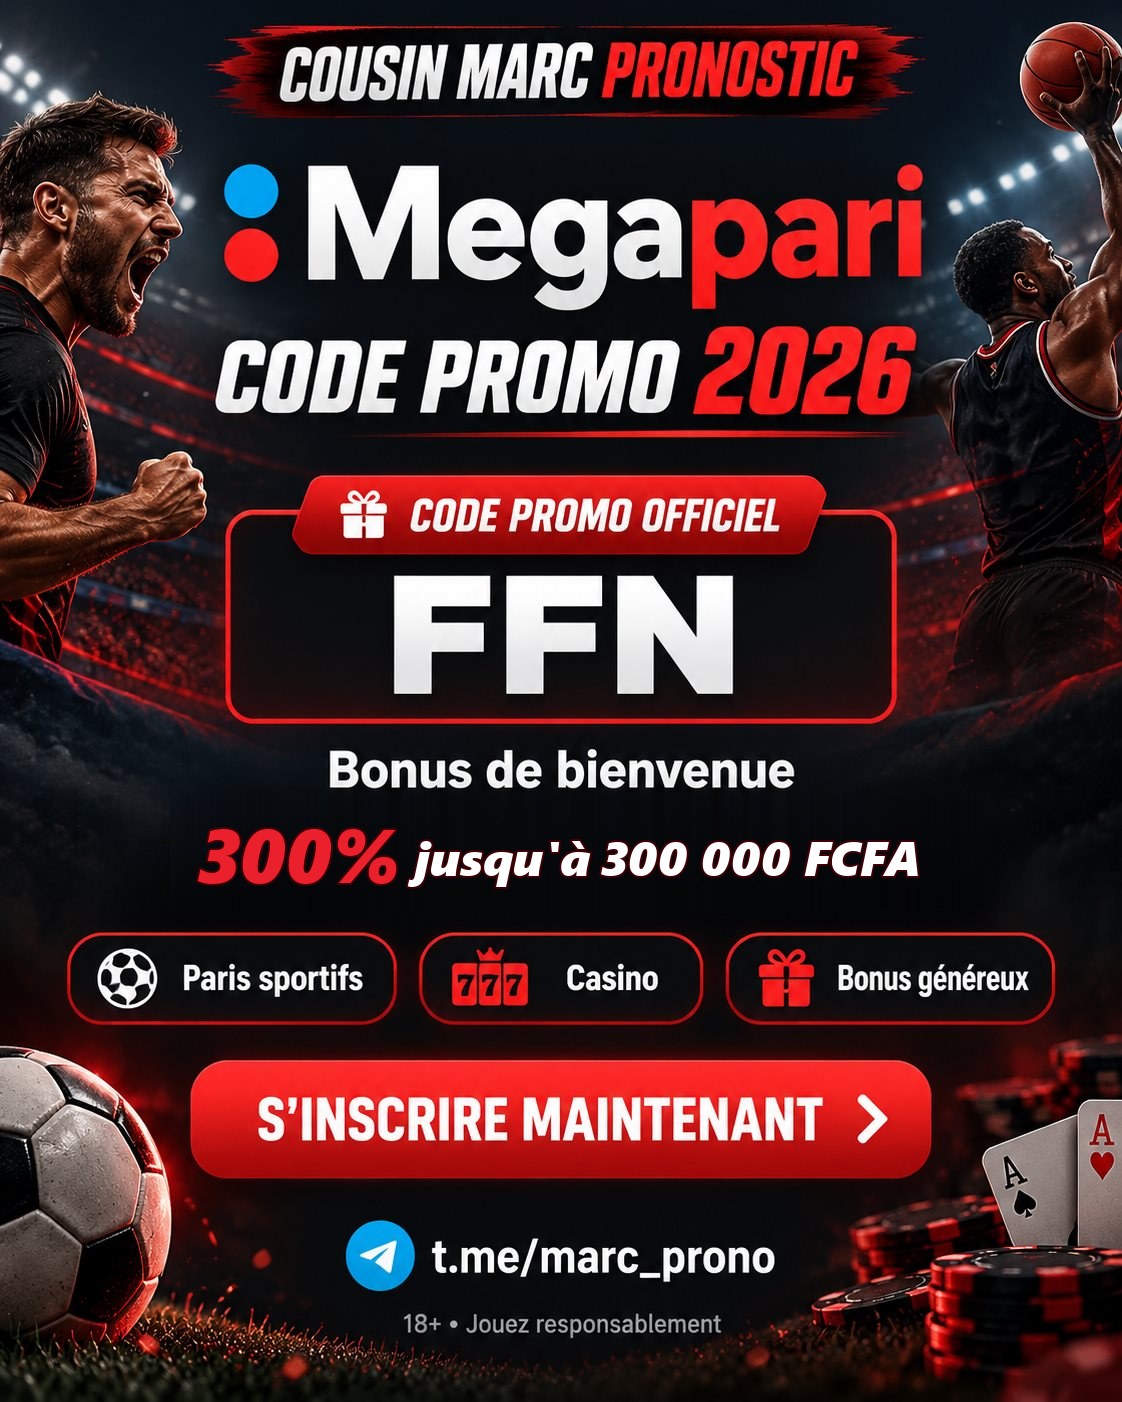 COUSIN MARC PRONOSTIC
Megapari
CODE PROMO 2026
CODE PROMO OFFICIEL
FFN
Bonus de bienvenue
300% jusqu'à 300 000 FCFA
Paris sportifs
777
Casino
Bonus généreux
S'INSCRIRE MAINTENANT
A
A
t.me/marc_prono
18+ • Jouez responsablement